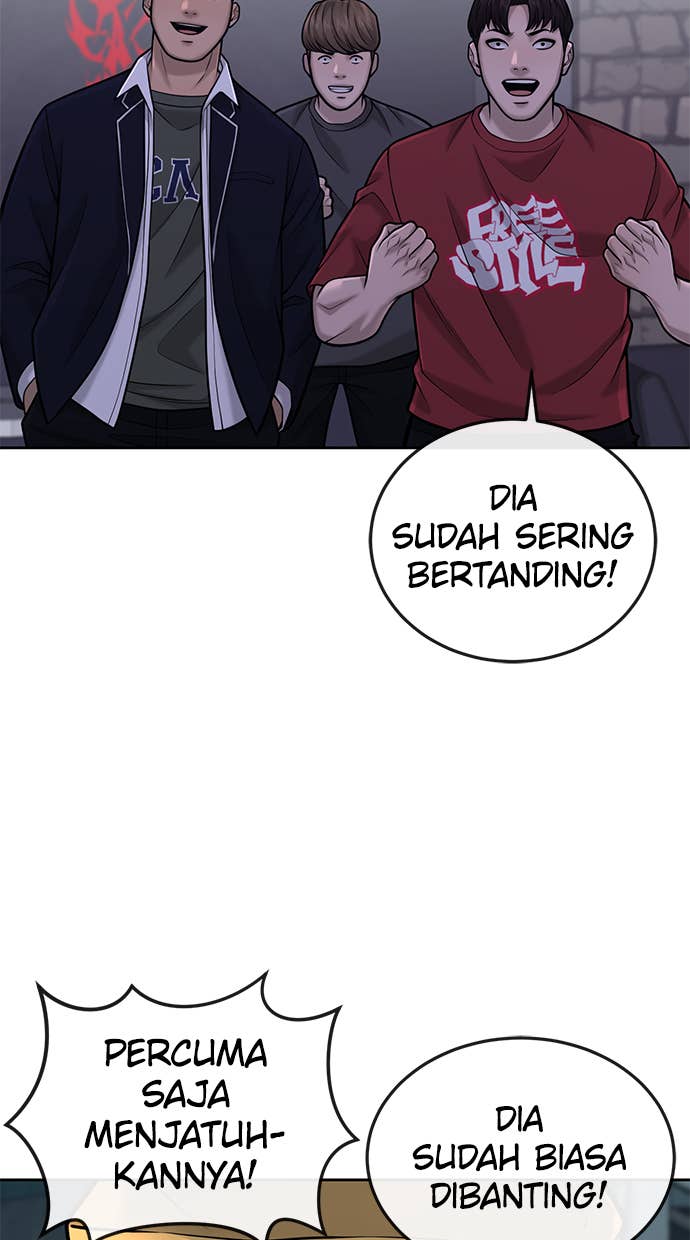 CA
FREE
STYLE
DIA
SUDAH SERING
BERTANDING!
PERCUMA
SAJA
MENJATUH-
KANNYA!
DIA
SUDAH BIASA
DIBANTING!